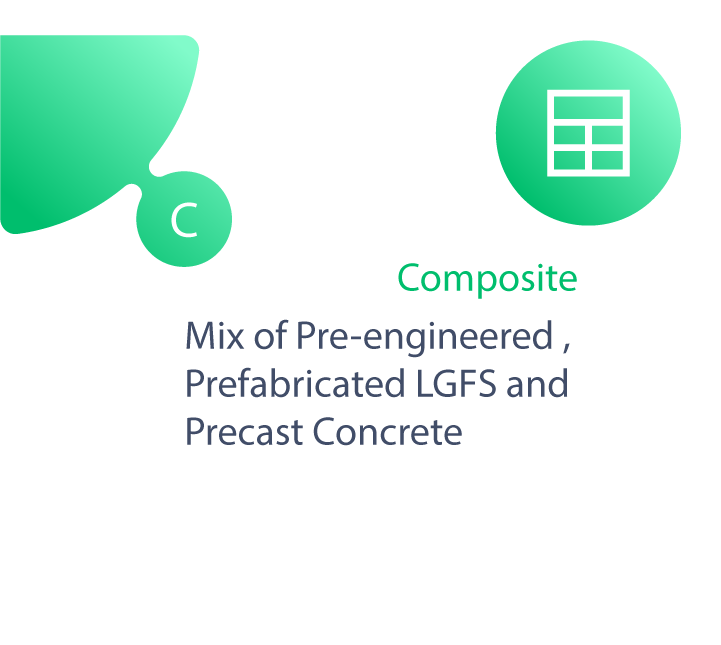 C
Composite
Mix of Pre-engineered ,
Prefabricated LGFS and
Precast Concrete